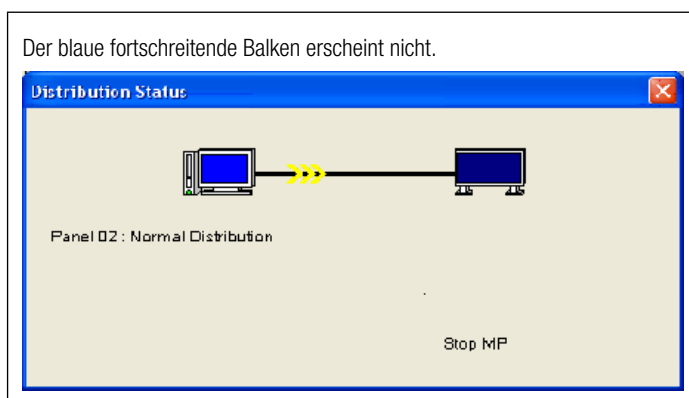 Der blaue fortschreitende Balken erscheint nicht.
Distribution Status
Panel 02 : Normal Distribution
Stop MP